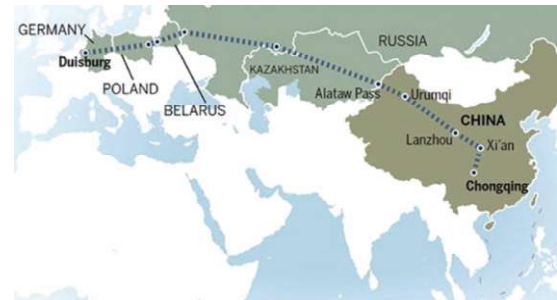 GERMANY
Duisburg
POLAND
BELARUS
RUSSIA
KAZAKHSTAN
Alataw Pass
Urumqi
CHINA
Lanzhou
Xi'an
Chongqing